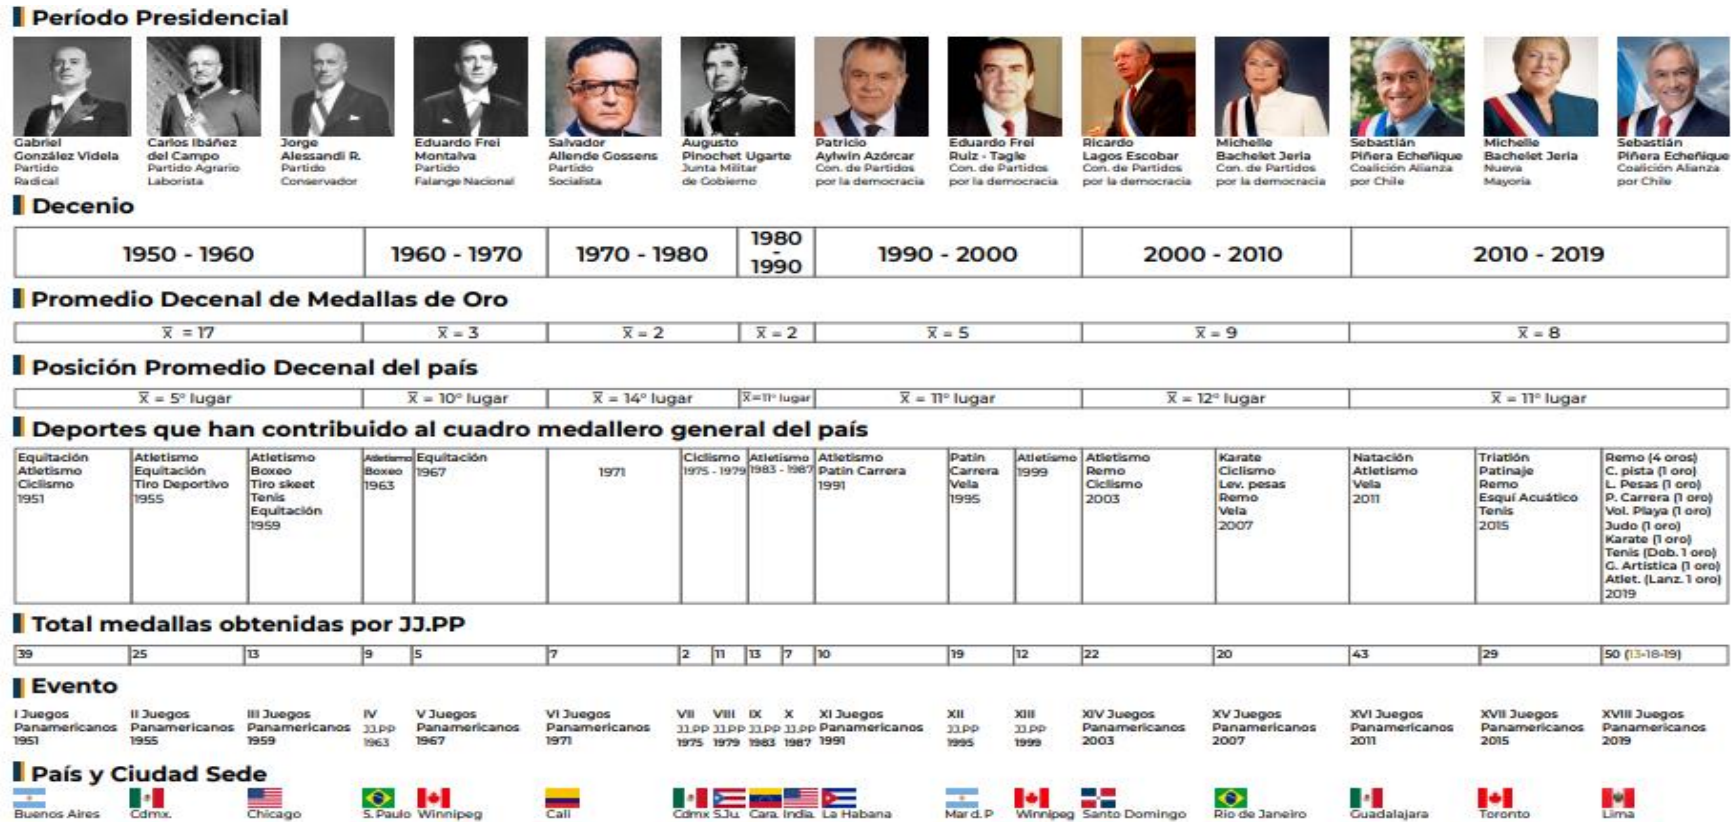 Período Presidencial
Gabriel
González Videla
Partido
Radical
Carlos Ibáñez
del Campo
Partido Agrario
Laborista
Jorge
Alessandi R.
Partido
Conservador
Eduardo Frei
Montalva
Partido
Falange Nacional
Salvador
Allende Gossens
Partido
Socialista
Augusto
Pinochet Ugarte
Junta Militar
de Gobierno
Patricio
Aylwin Azórcar
Con. de Partidos
por la democracia
Eduardo Frei
Ruiz - Tagle
Con. de Partidos
por la democracia
Ricardo
Lagos Escobar
Con. de Partidos
por la democracia
Michelle
Bachelet Jeria
Con. de Partidos
por la democracia
Sebastián
Piñera Echeñique
Coalición Alianza
por Chile
Michelle
Bachelet Jeria
Nueva
Mayoría
Sebastián
Piñera Echeñique
Coalición Alianza
por Chile
Decenio
1950 - 1960
1960 - 1970
1970 - 1980
1980
-
1990
1990 - 2000
2000 - 2010
2010 - 2019
Promedio Decenal de Medallas de Oro
x̅ = 17
x̅ = 3
x̅ = 2
x̅ = 2
x̅ = 5
x̅ = 9
x̅ = 8
Posición Promedio Decenal del país
x̅ = 5° lugar
x̅ = 10° lugar
x̅ = 14° lugar
x̅=11° lugar
x̅ = 11° lugar
x̅ = 12° lugar
x̅ = 11° lugar
Deportes que han contribuido al cuadro medallero general del país
Equitación
Atletismo
Ciclismo
1951
Atletismo
Equitación
Tiro Deportivo
1955
Atletismo
Boxeo
Tiro skeet
Tenis
Equitación
1959
Atletismo
Boxeo
1963
Equitación
1967
1971
Ciclismo
1975 - 1979
Atletismo
1983 - 1987
Atletismo
Patin Carrera
1991
Patin
Carrera
Vela
1995
Atletismo
1999
Atletismo
Remo
Ciclismo
2003
Karate
Ciclismo
Lev. pesas
Remo
Vela
2007
Natación
Atletismo
Vela
2011
Triatlón
Patinaje
Remo
Esquí Acuático
Tenis
2015
Remo (4 oros)
C. pista (1 oro)
L. Pesas (1 oro)
P. Carrera (1 oro)
Vol. Playa (1 oro)
Judo (1 oro)
Karate (1 oro)
Tenis (Dob. 1 oro)
G. Artística (1 oro)
Atlet. (Lanz. 1 oro)
2019
Total medallas obtenidas por JJ.PP
39
25
13
9
5
7
2
11
13
7
10
19
12
22
20
43
29
50 (13-18-19)
Evento
I Juegos
Panamericanos
1951
II Juegos
Panamericanos
1955
III Juegos
Panamericanos
1959
IV
JJ.PP
1963
V Juegos
Panamericanos
1967
VI Juegos
Panamericanos
1971
VII
JJ.PP
1975
VIII
JJ.PP
1979
IX
JJ.PP
1983
X
JJ.PP
1987
XI Juegos
Panamericanos
1991
XII
JJ.PP
1995
XIII
JJ.PP
1999
XIV Juegos
Panamericanos
2003
XV Juegos
Panamericanos
2007
XVI Juegos
Panamericanos
2011
XVII Juegos
Panamericanos
2015
XVIII Juegos
Panamericanos
2019
País y Ciudad Sede
Buenos Aires
Cdmx.
Chicago
S. Paulo
Winnipeg
Cali
Cdmx
S.Ju.
Cara.
India.
La Habana
Mar d. P
Winnipeg
Santo Domingo
Rio de Janeiro
Guadalajara
Toronto
Lima